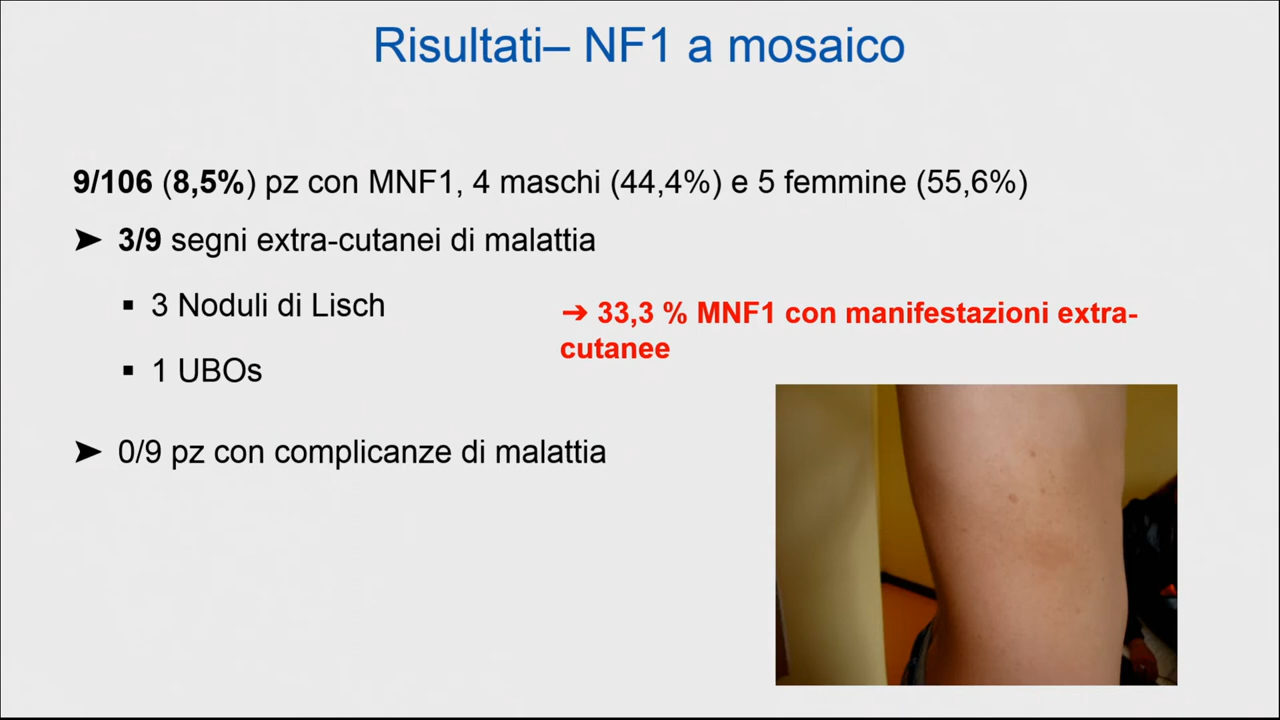 Risultati– NF1 a mosaico
9/106 (8,5%) pz con MNF1, 4 maschi (44,4%) e 5 femmine (55,6%)
➤ 3/9 segni extra-cutanei di malattia
▪ 3 Noduli di Lisch
➔ 33,3 % MNF1 con manifestazioni extra-
cutanee
▪ 1 UBOs
➤ 0/9 pz con complicanze di malattia